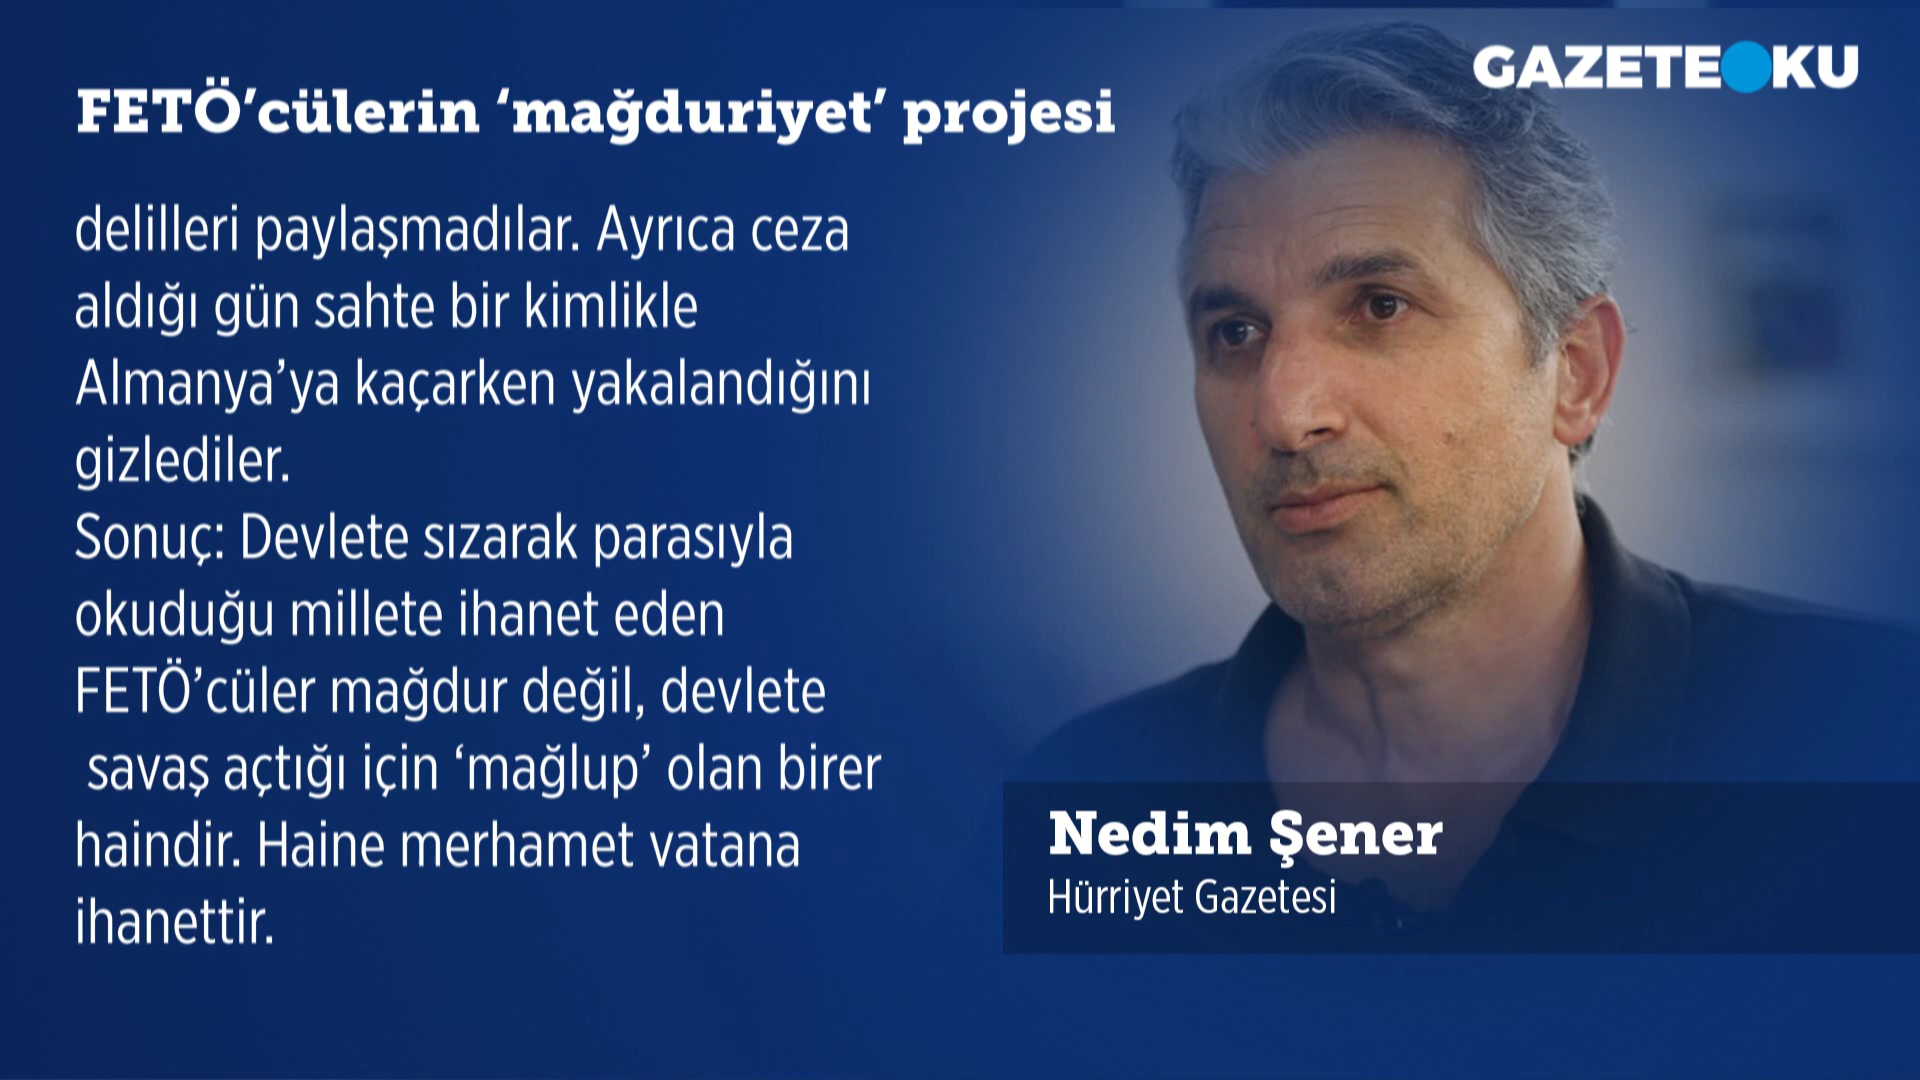 GAZETEOKU
FETÖ’cülerin ‘mağduriyet’ projesi
delilleri paylaşmadılar. Ayrıca ceza
aldığı gün sahte bir kimlikle
Almanya’ya kaçarken yakalandığını
gizlediler.
Sonuç: Devlete sızarak parasıyla
okuduğu millete ihanet eden
FETÖ’cüler mağdur değil, devlete
savaş açtığı için ‘mağlup’ olan birer
haindir. Haine merhamet vatana
ihanettir.
Nedim Şener
Hürriyet Gazetesi